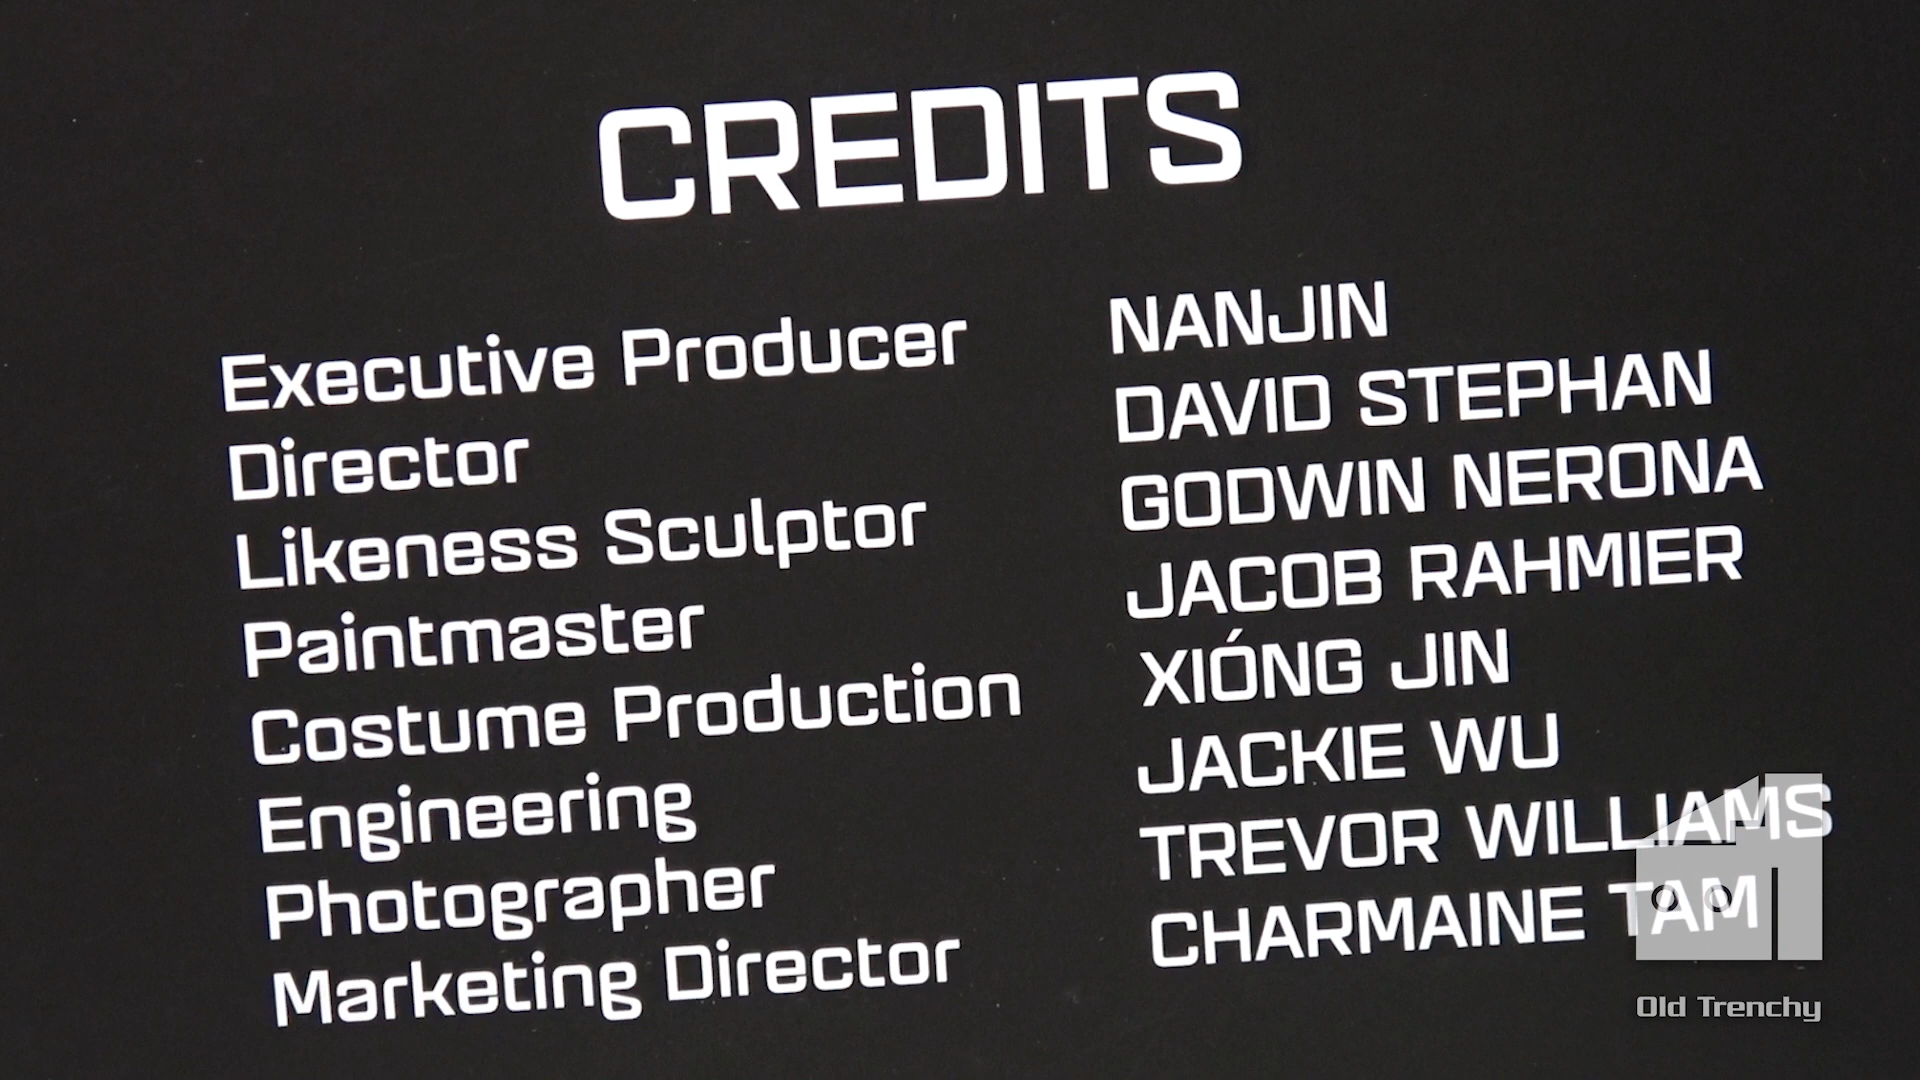 CREDITS
Executive Producer NANJIN
Director DAVID STEPHAN
Likeness Sculptor GODWIN NERONA
Paintmaster JACOB RAHMIER
Costume Production XIÓNG JIN
Engineering JACKIE WU
Photographer TREVOR WILLIAMS
Marketing Director CHARMAINE TAM
Old Trenchy